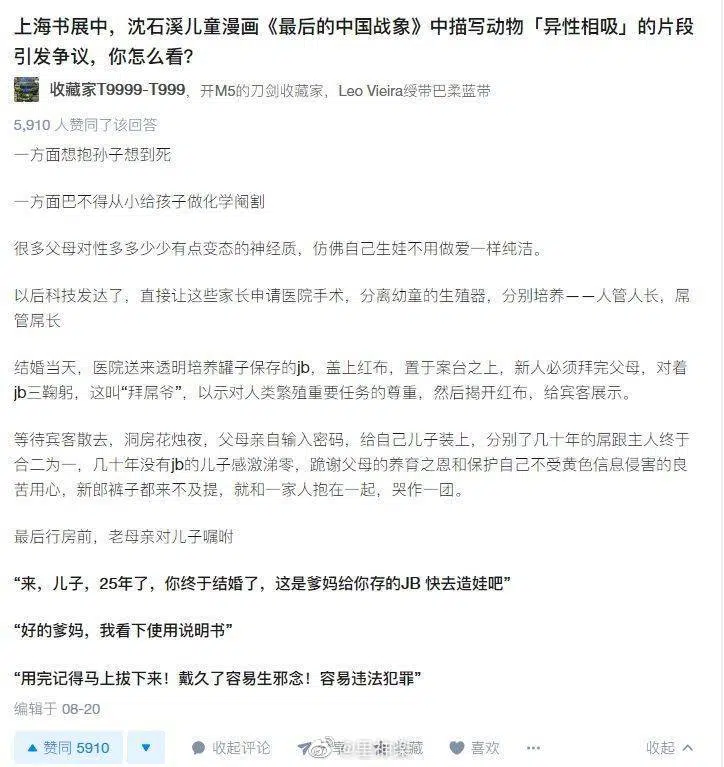 上海书展中，沈石溪儿童漫画《最后的中国战象》中描写动物「异性相吸」的片段
引发争议，你怎么看？
收藏家T9999-T999，开M5的刀剑收藏家，Leo Vieira绶带巴柔蓝带
5,910 人赞同了该回答
一方面想抱孙子想到死
一方面巴不得从小给孩子做化学阉割
很多父母对性多多少少有点变态的神经质，仿佛自己生娃不用做爱一样纯洁。
以后科技发达了，直接让这些家长申请医院手术，分离幼童的生殖器，分别培养——人管人长，屌
管屌长
结婚当天，医院送来透明培养罐子保存的jb，盖上红布，置于案台之上，新人必须拜完父母，对着
jb三鞠躬，这叫“拜屌爷”，以示对人类繁殖重要任务的尊重，然后揭开红布，给宾客展示。
等待宾客散去，洞房花烛夜，父母亲自输入密码，给自己儿子装上，分别了几十年的屌跟主人终于
合二为一，几十年没有jb的儿子感激涕零，跪谢父母的养育之恩和保护自己不受黄色信息侵害的良
苦用心，新郎裤子都来不及提，就和一家人抱在一起，哭作一团。
最后行房前，老母亲对儿子嘱咐
“来，儿子，25年了，你终于结婚了，这是爹妈给你存的JB 快去造娃吧”
“好的爹妈，我看下使用说明书”
“用完记得马上拔下来！戴久了容易生邪念！容易违法犯罪”
编辑于 08-20
赞同 5910 收起评论 享 藏 喜欢 收起